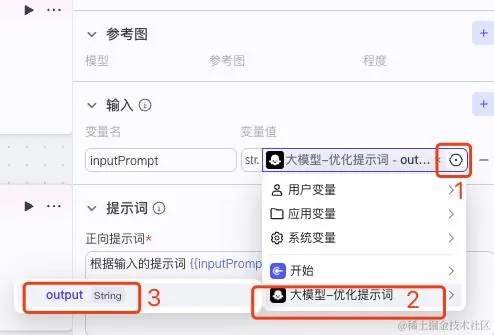 参考图
模型 参考图 程度
输入
变量名 变量值
inputPrompt str. 大模型-优化提示词 - out...
1
用户变量
提示词 应用变量
系统变量
正向提示词*
根据输入的提示词 {{inputPromp 开始
output String 3 大模型-优化提示词 2
@稀土掘金技术社区